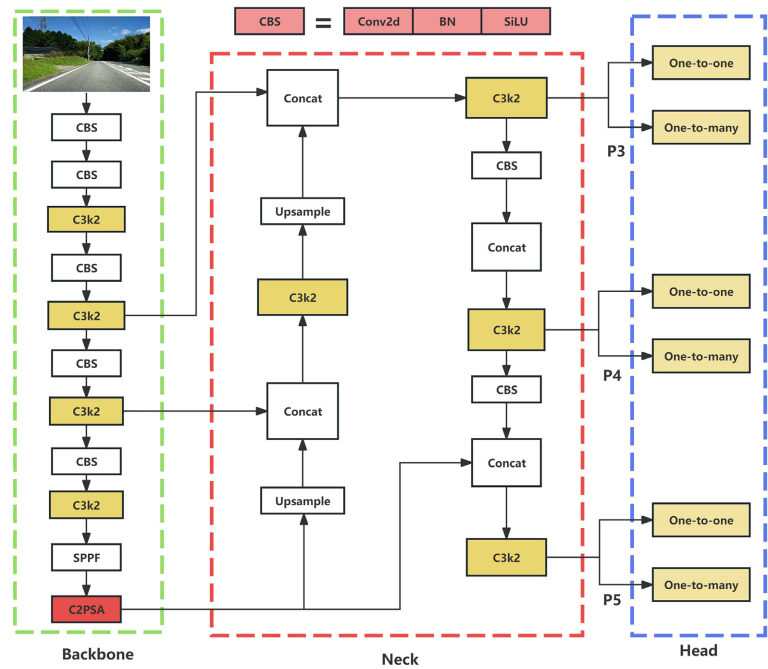 CBS = Conv2d BN SiLU
CBS
CBS
C3k2
CBS
C3k2
CBS
C3k2
CBS
C3k2
SPPF
C2PSA
Backbone
Concat
Upsample
C3k2
Concat
Upsample
C3k2
CBS
Concat
C3k2
CBS
Concat
C3k2
Neck
One-to-one
One-to-many
P3
One-to-one
One-to-many
P4
One-to-one
One-to-many
P5
Head